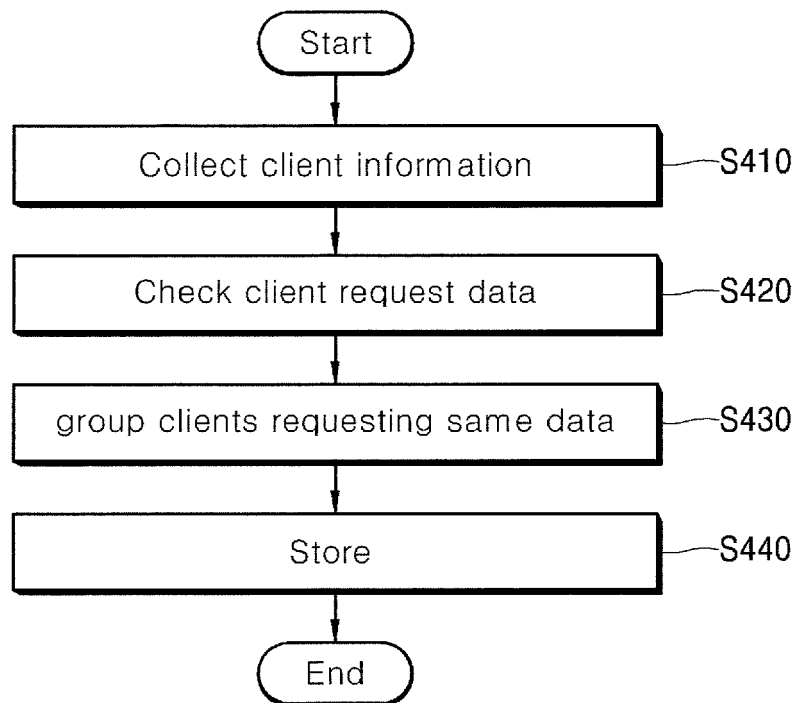 Start
Collect client information
S410
Check client request data
S420
group clients requesting same data
S430
Store
S440
End